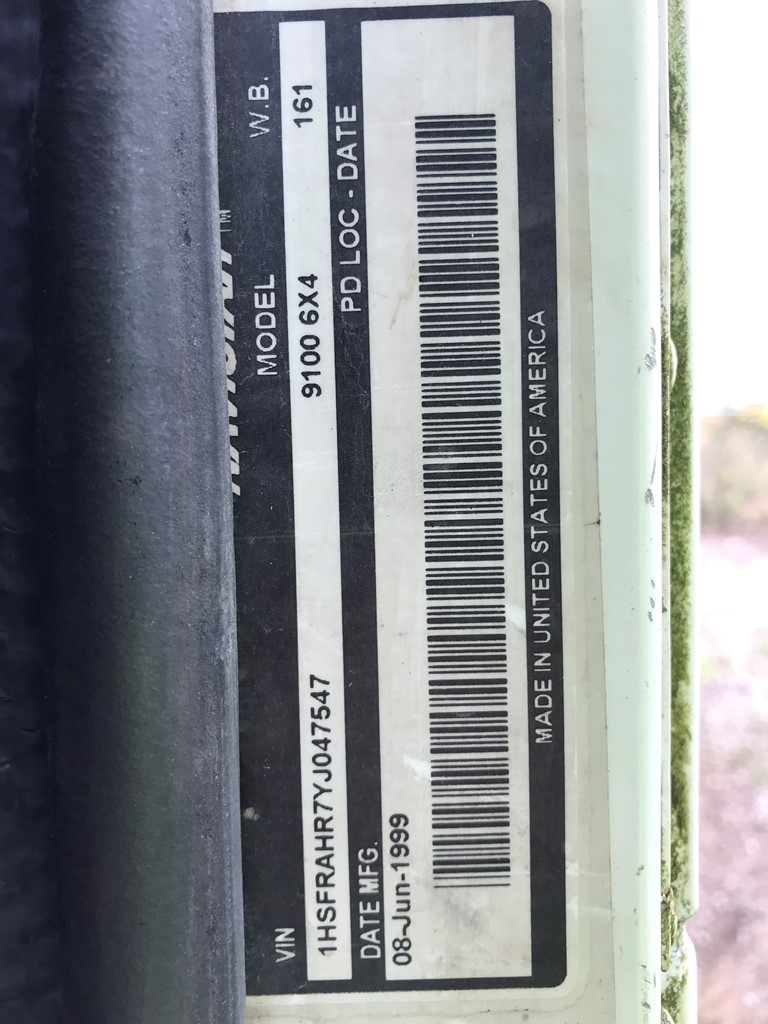 TM
VIN MODEL W.B.
1HSFRAHR7YJ047547 9100 6X4 161
DATE MFG. PD LOC - DATE
08-Jun-1999
MADE IN UNITED STATES OF AMERICA